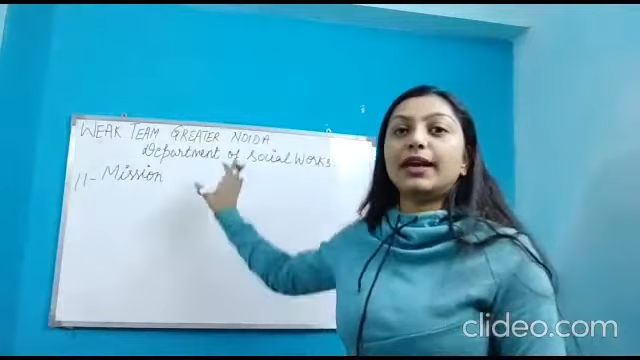 WEAK TEAM GREATER NOIDA
Department of Social Works.
11- Mission
clideo.com